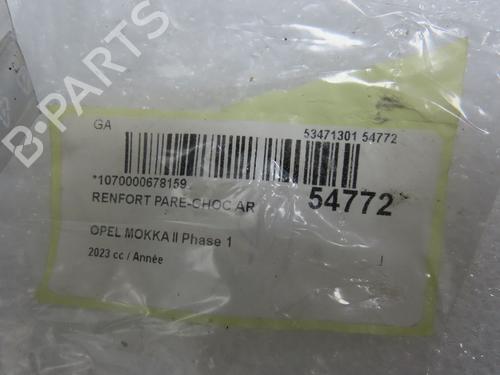 B-PARTS
GA
53471301 54772
*1070000678159
54772
RENFORT PARE-CHOC AR
OPEL MOKKA II Phase 1
2023 cc / Année